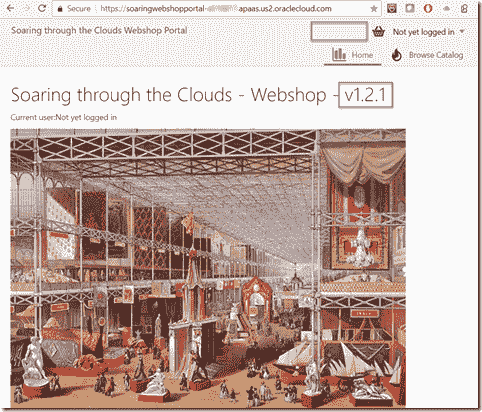 Secure https://soaringwebshopportal- apaas.us2.oraclecloud.com
Soaring through the Clouds Webshop Portal
Not yet logged in
Home
Browse Catalog
Soaring through the Clouds - Webshop - v1.2.1
Current user:Not yet logged in